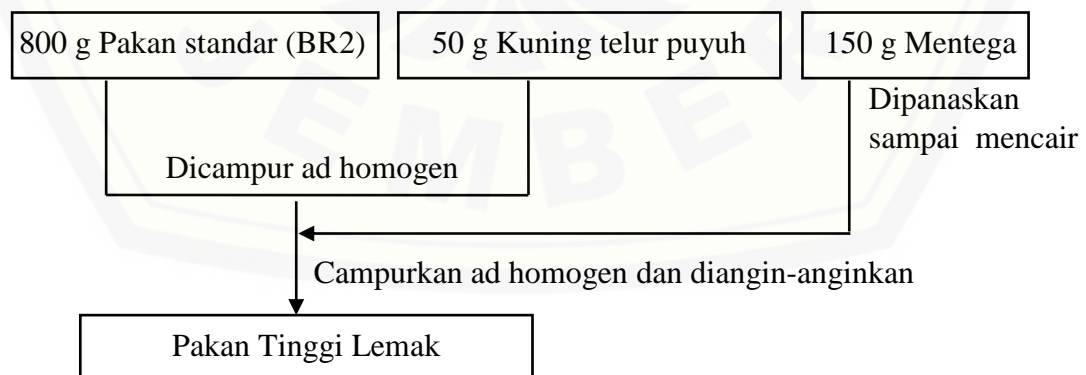 800 g Pakan standar (BR2)
50 g Kuning telur puyuh
150 g Mentega
Dipanaskan
sampai mencair
Dicampur ad homogen
Campurkan ad homogen dan diangin-anginkan
Pakan Tinggi Lemak
EMBER